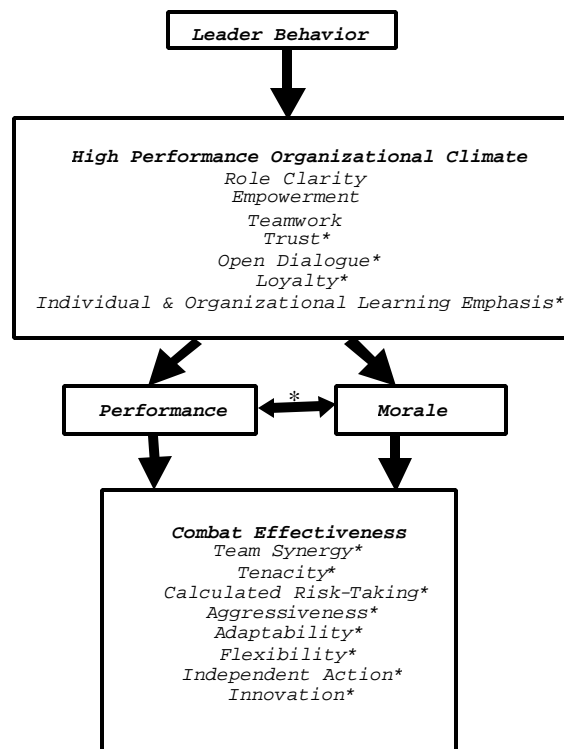 Leader Behavior
High Performance Organizational Climate
Role Clarity
Empowerment
Teamwork
Trust*
Open Dialogue*
Loyalty*
Individual & Organizational Learning Emphasis*
Performance
*
Morale
Combat Effectiveness
Team Synergy*
Tenacity*
Calculated Risk-Taking*
Aggressiveness*
Adaptability*
Flexibility*
Independent Action*
Innovation*